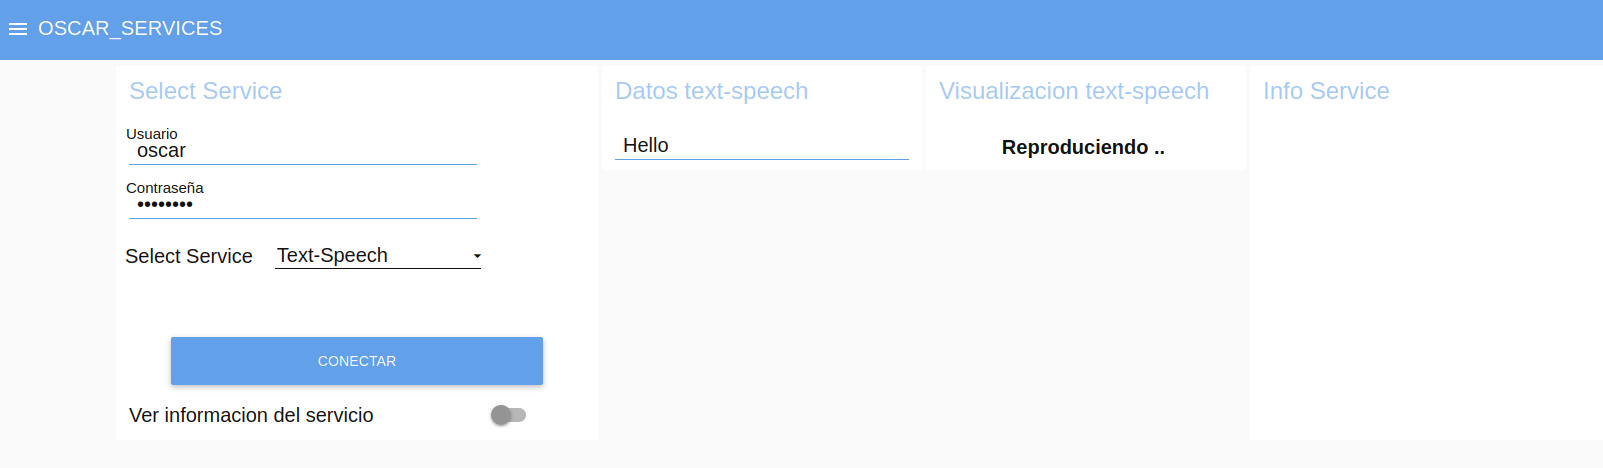 OSCAR_SERVICES
Select Service
Usuario
oscar
Contraseña
••••••••
Select Service Text-Speech
CONECTAR
Ver informacion del servicio
Datos text-speech
Hello
Visualizacion text-speech
Reproduciendo ..
Info Service